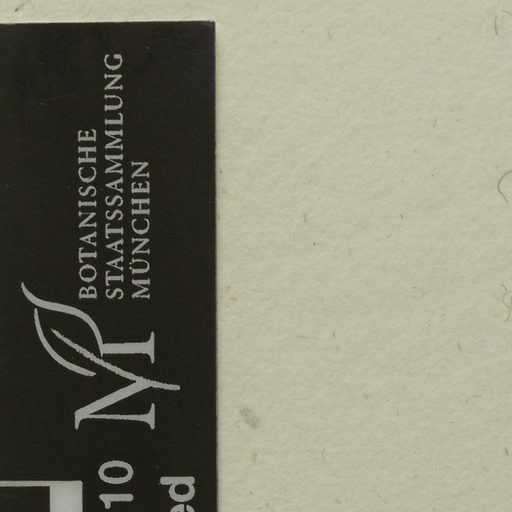 BOTANISCHE
STAATSSAMMLUNG
MÜNCHEN
M
10
ed